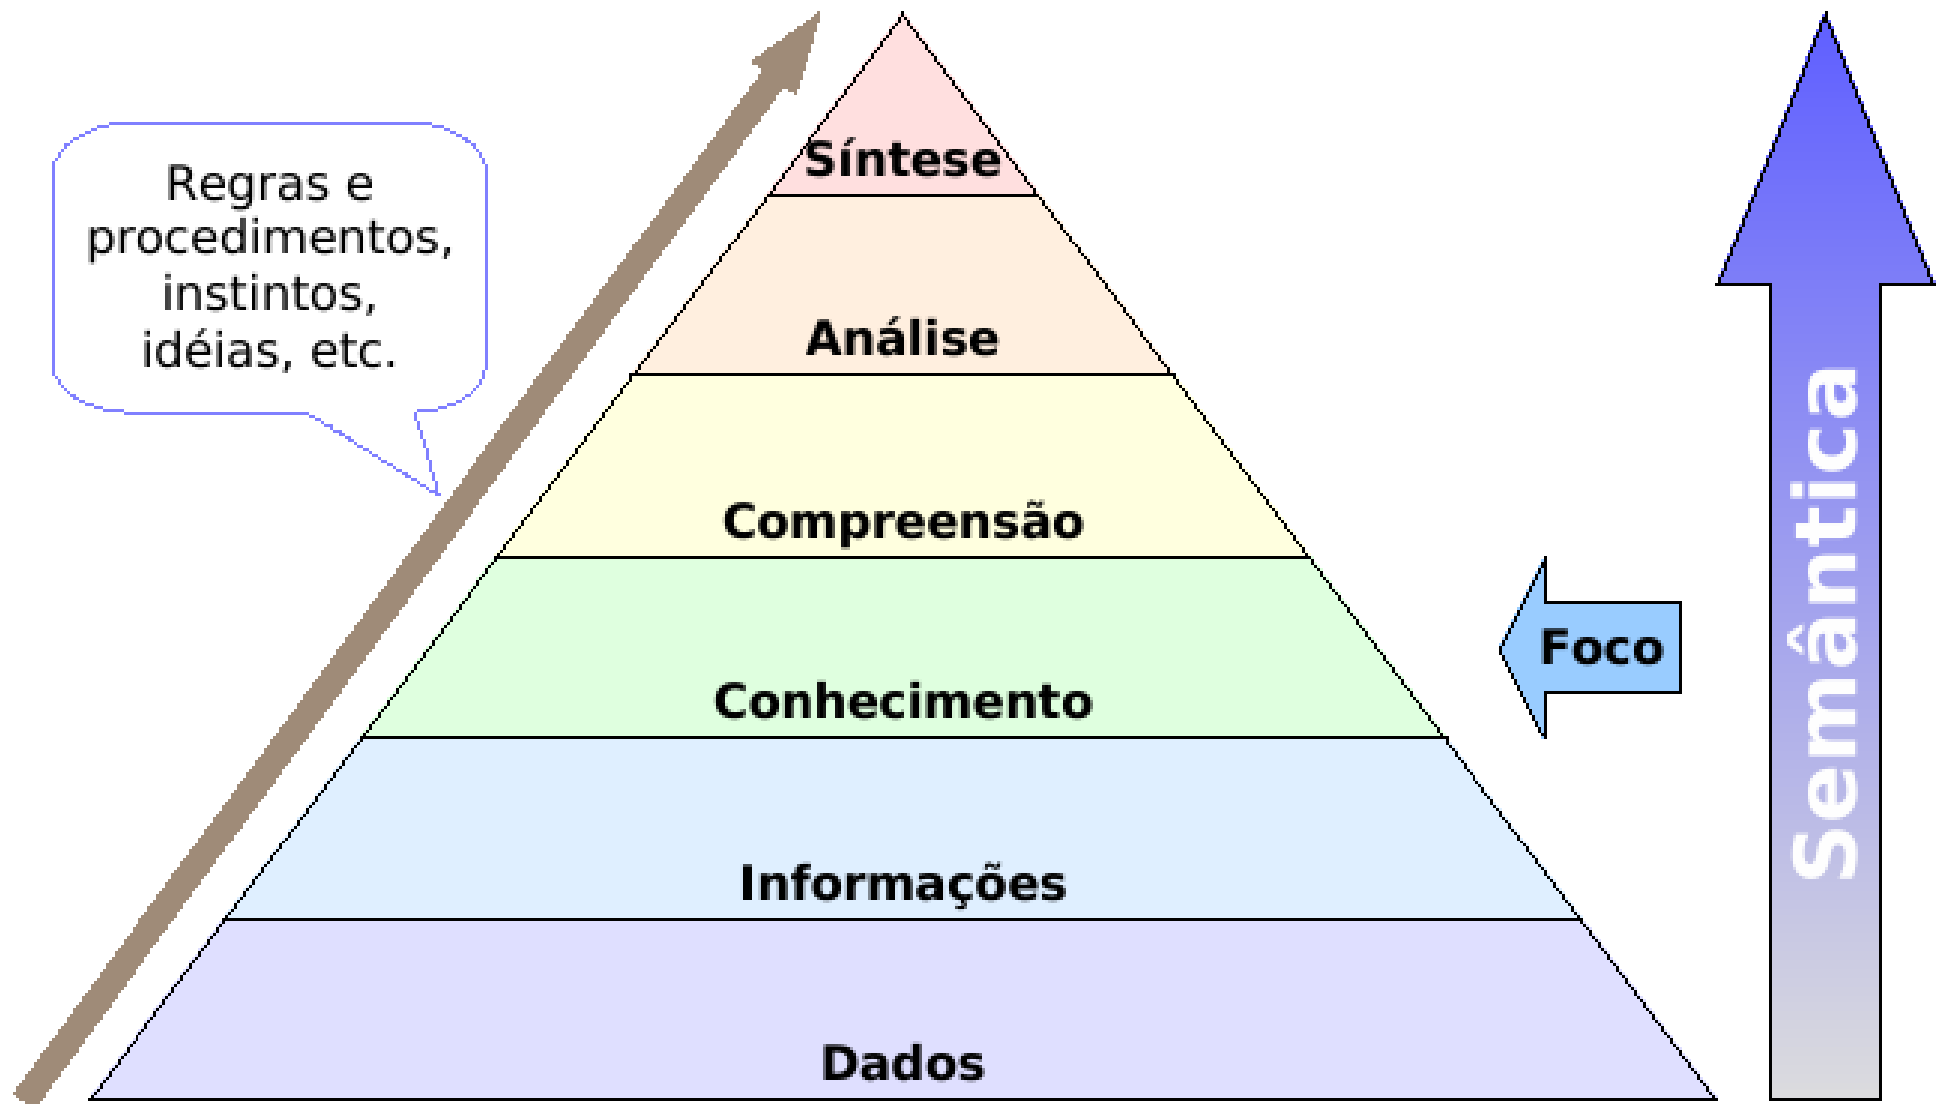 Regras e
procedimentos,
instintos,
idéias, etc.
Síntese
Análise
Compreensão
Conhecimento
Informações
Dados
Foco
Semântica